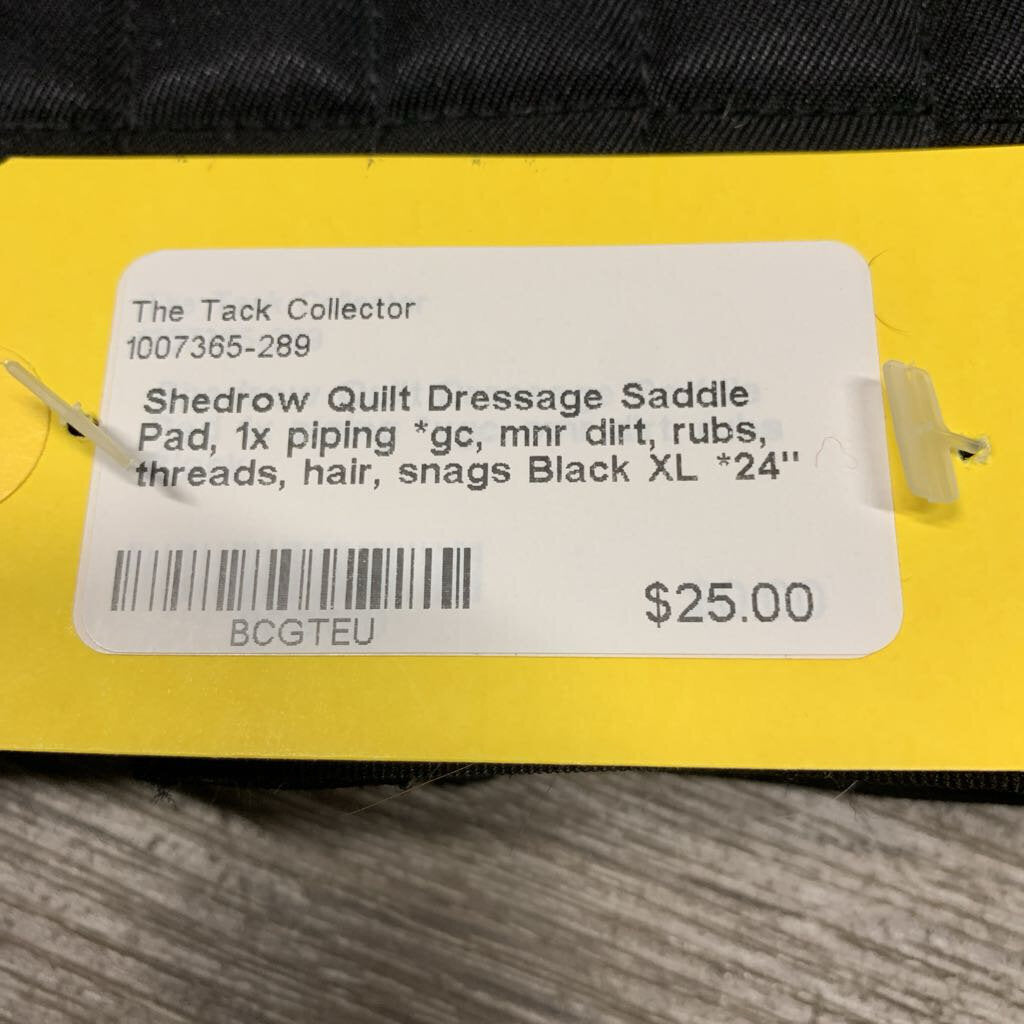 The Tack Collector
1007365-289
Shedrow Quilt Dressage Saddle
Pad, 1x piping *gc, mnr dirt, rubs,
threads, hair, snags Black XL *24"
BCGTEU
$25.00